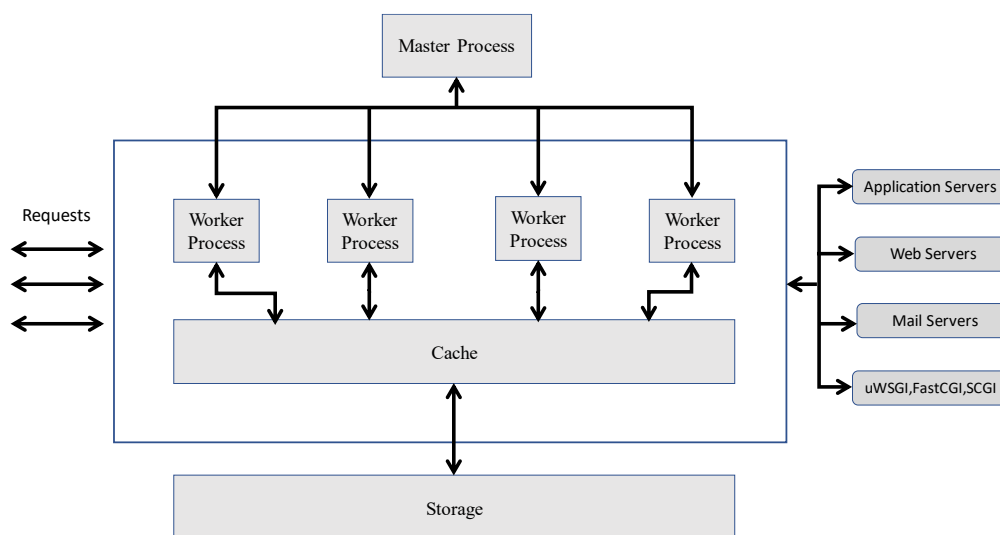 Master Process
Requests
Worker
Process
Worker
Process
Worker
Process
Worker
Process
Cache
Storage
Application Servers
Web Servers
Mail Servers
uWSGI,FastCGI,SCGI